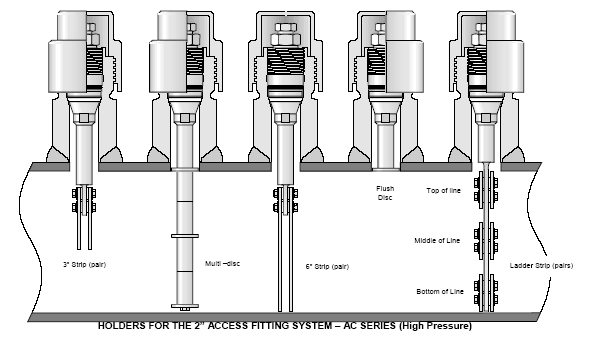 Flush
Disc
Top of line
Middle of Line
3" Strip (pair)
Multi –disc
6" Strip (pair)
Ladder Strip (pairs)
Bottom of Line
HOLDERS FOR THE 2” ACCESS FITTING SYSTEM – AC SERIES (High Pressure)